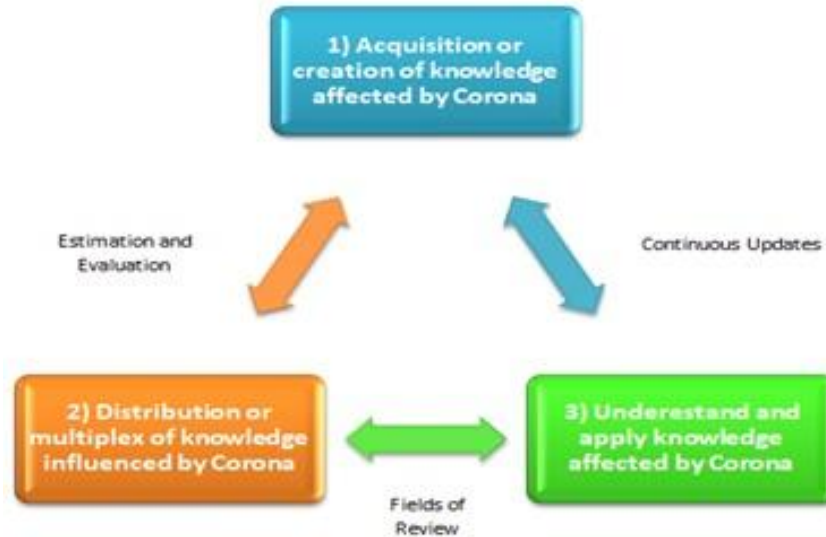 1) Acquisition or
creation of knowledge
affected by Corona
Estimation and
Evaluation
Continuous Updates
2) Distribution or
multiplex of knowledge
influenced by Corona
3) Underestand and
apply knowledge
affected by Corona
Fields of
Review